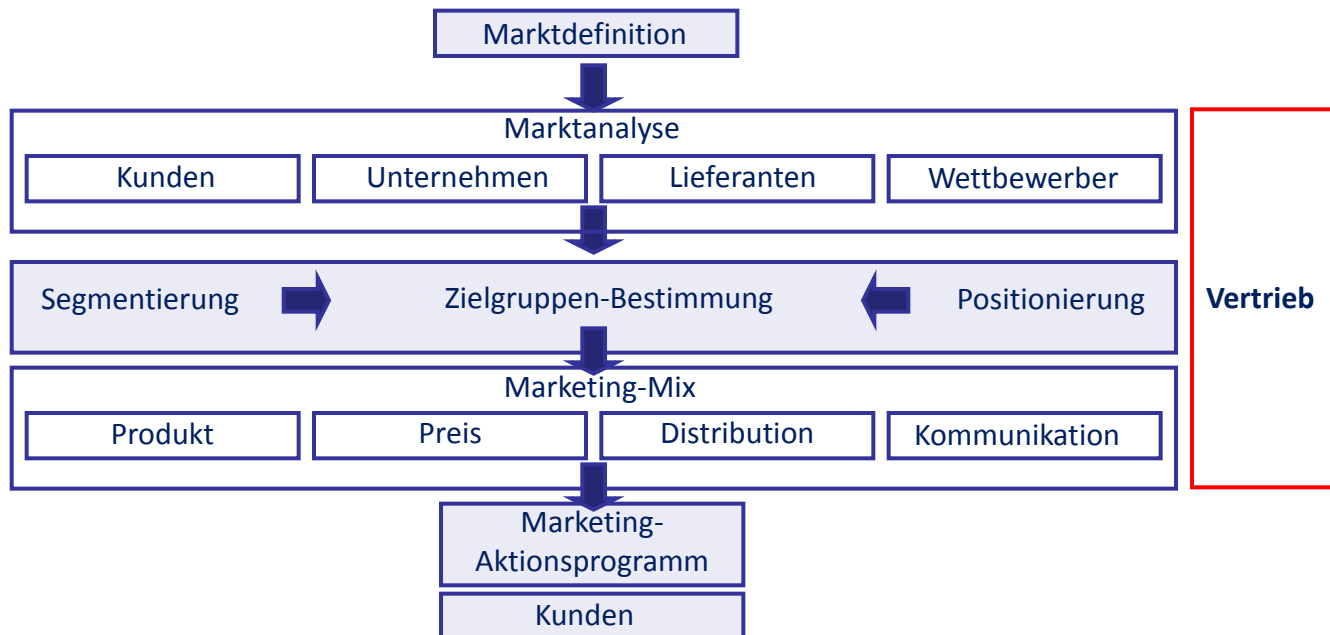 Marktdefinition
Marktanalyse
Kunden
Unternehmen
Lieferanten
Wettbewerber
Segmentierung
Zielgruppen-Bestimmung
Positionierung
Vertrieb
Marketing-Mix
Produkt
Preis
Distribution
Kommunikation
Marketing-
Aktionsprogramm
Kunden